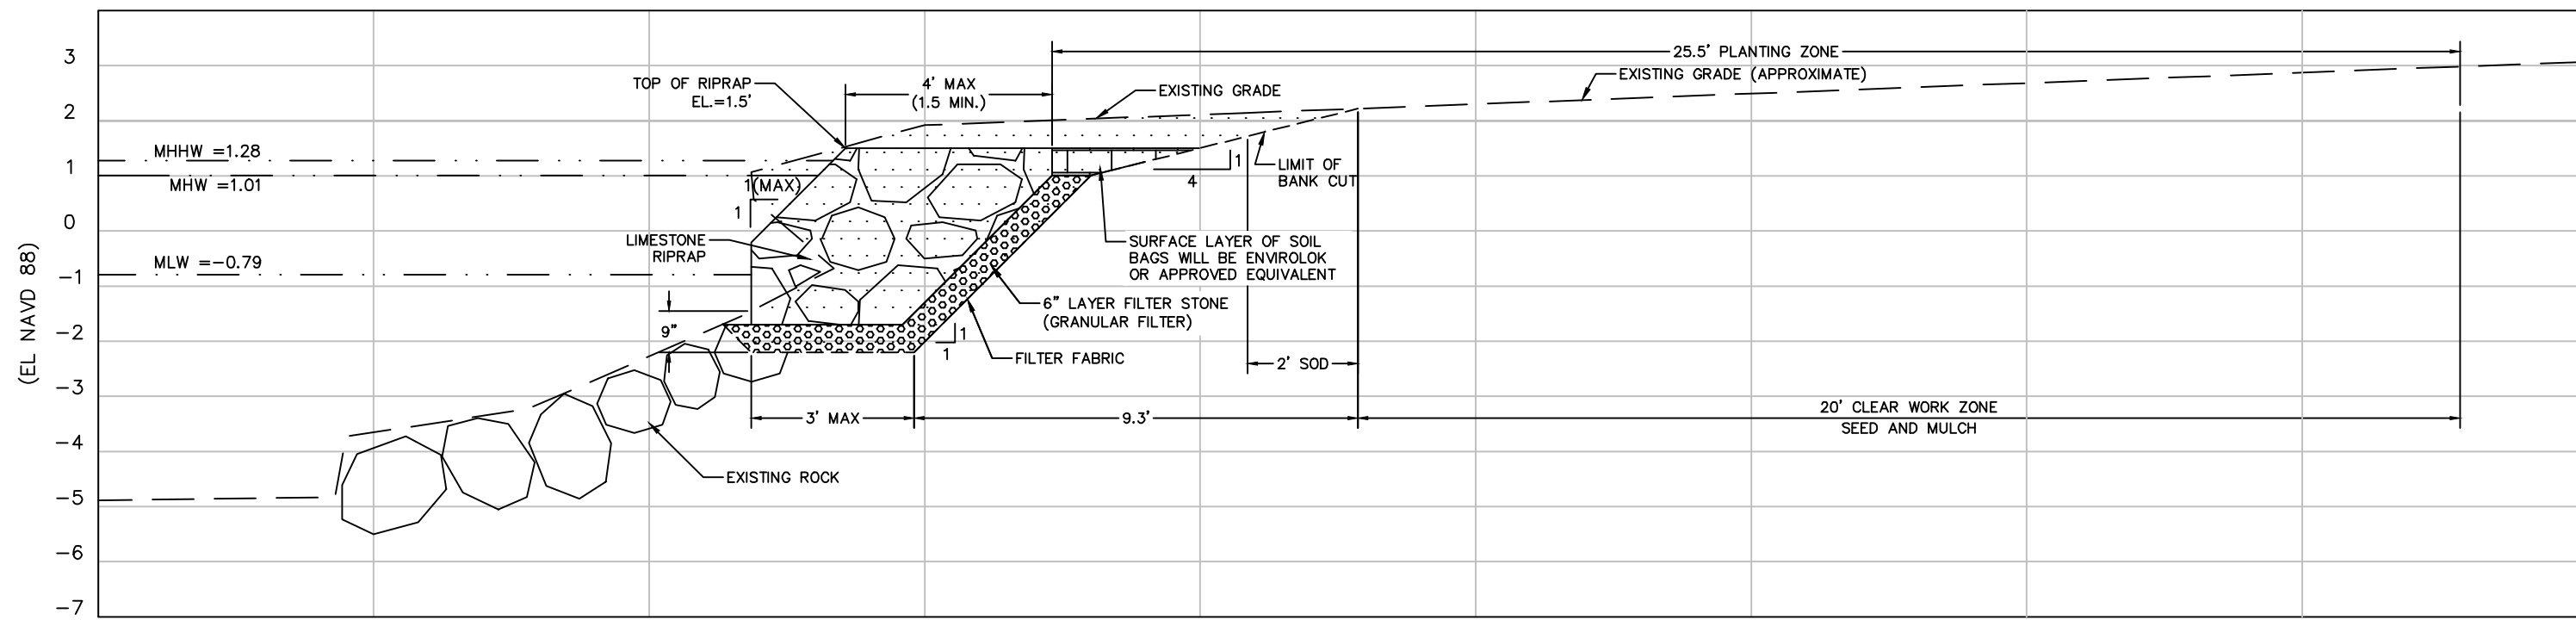 (EL NAVD 88)
3
2
1
0
-1
-2
-3
-4
-5
-6
-7
MHHW =1.28
MHW =1.01
MLW =-0.79
TOP OF RIPRAP
EL.=1.5'
4' MAX
(1.5 MIN.)
EXISTING GRADE
25.5' PLANTING ZONE
EXISTING GRADE (APPROXIMATE)
1(MAX)
1
LIMESTONE
RIPRAP
9"
1
4
LIMIT OF
BANK CUT
SURFACE LAYER OF SOIL
BAGS WILL BE ENVIROLOK
OR APPROVED EQUIVALENT
6" LAYER FILTER STONE
(GRANULAR FILTER)
1
1
FILTER FABRIC
2' SOD
3' MAX
9.3'
20' CLEAR WORK ZONE
SEED AND MULCH
EXISTING ROCK